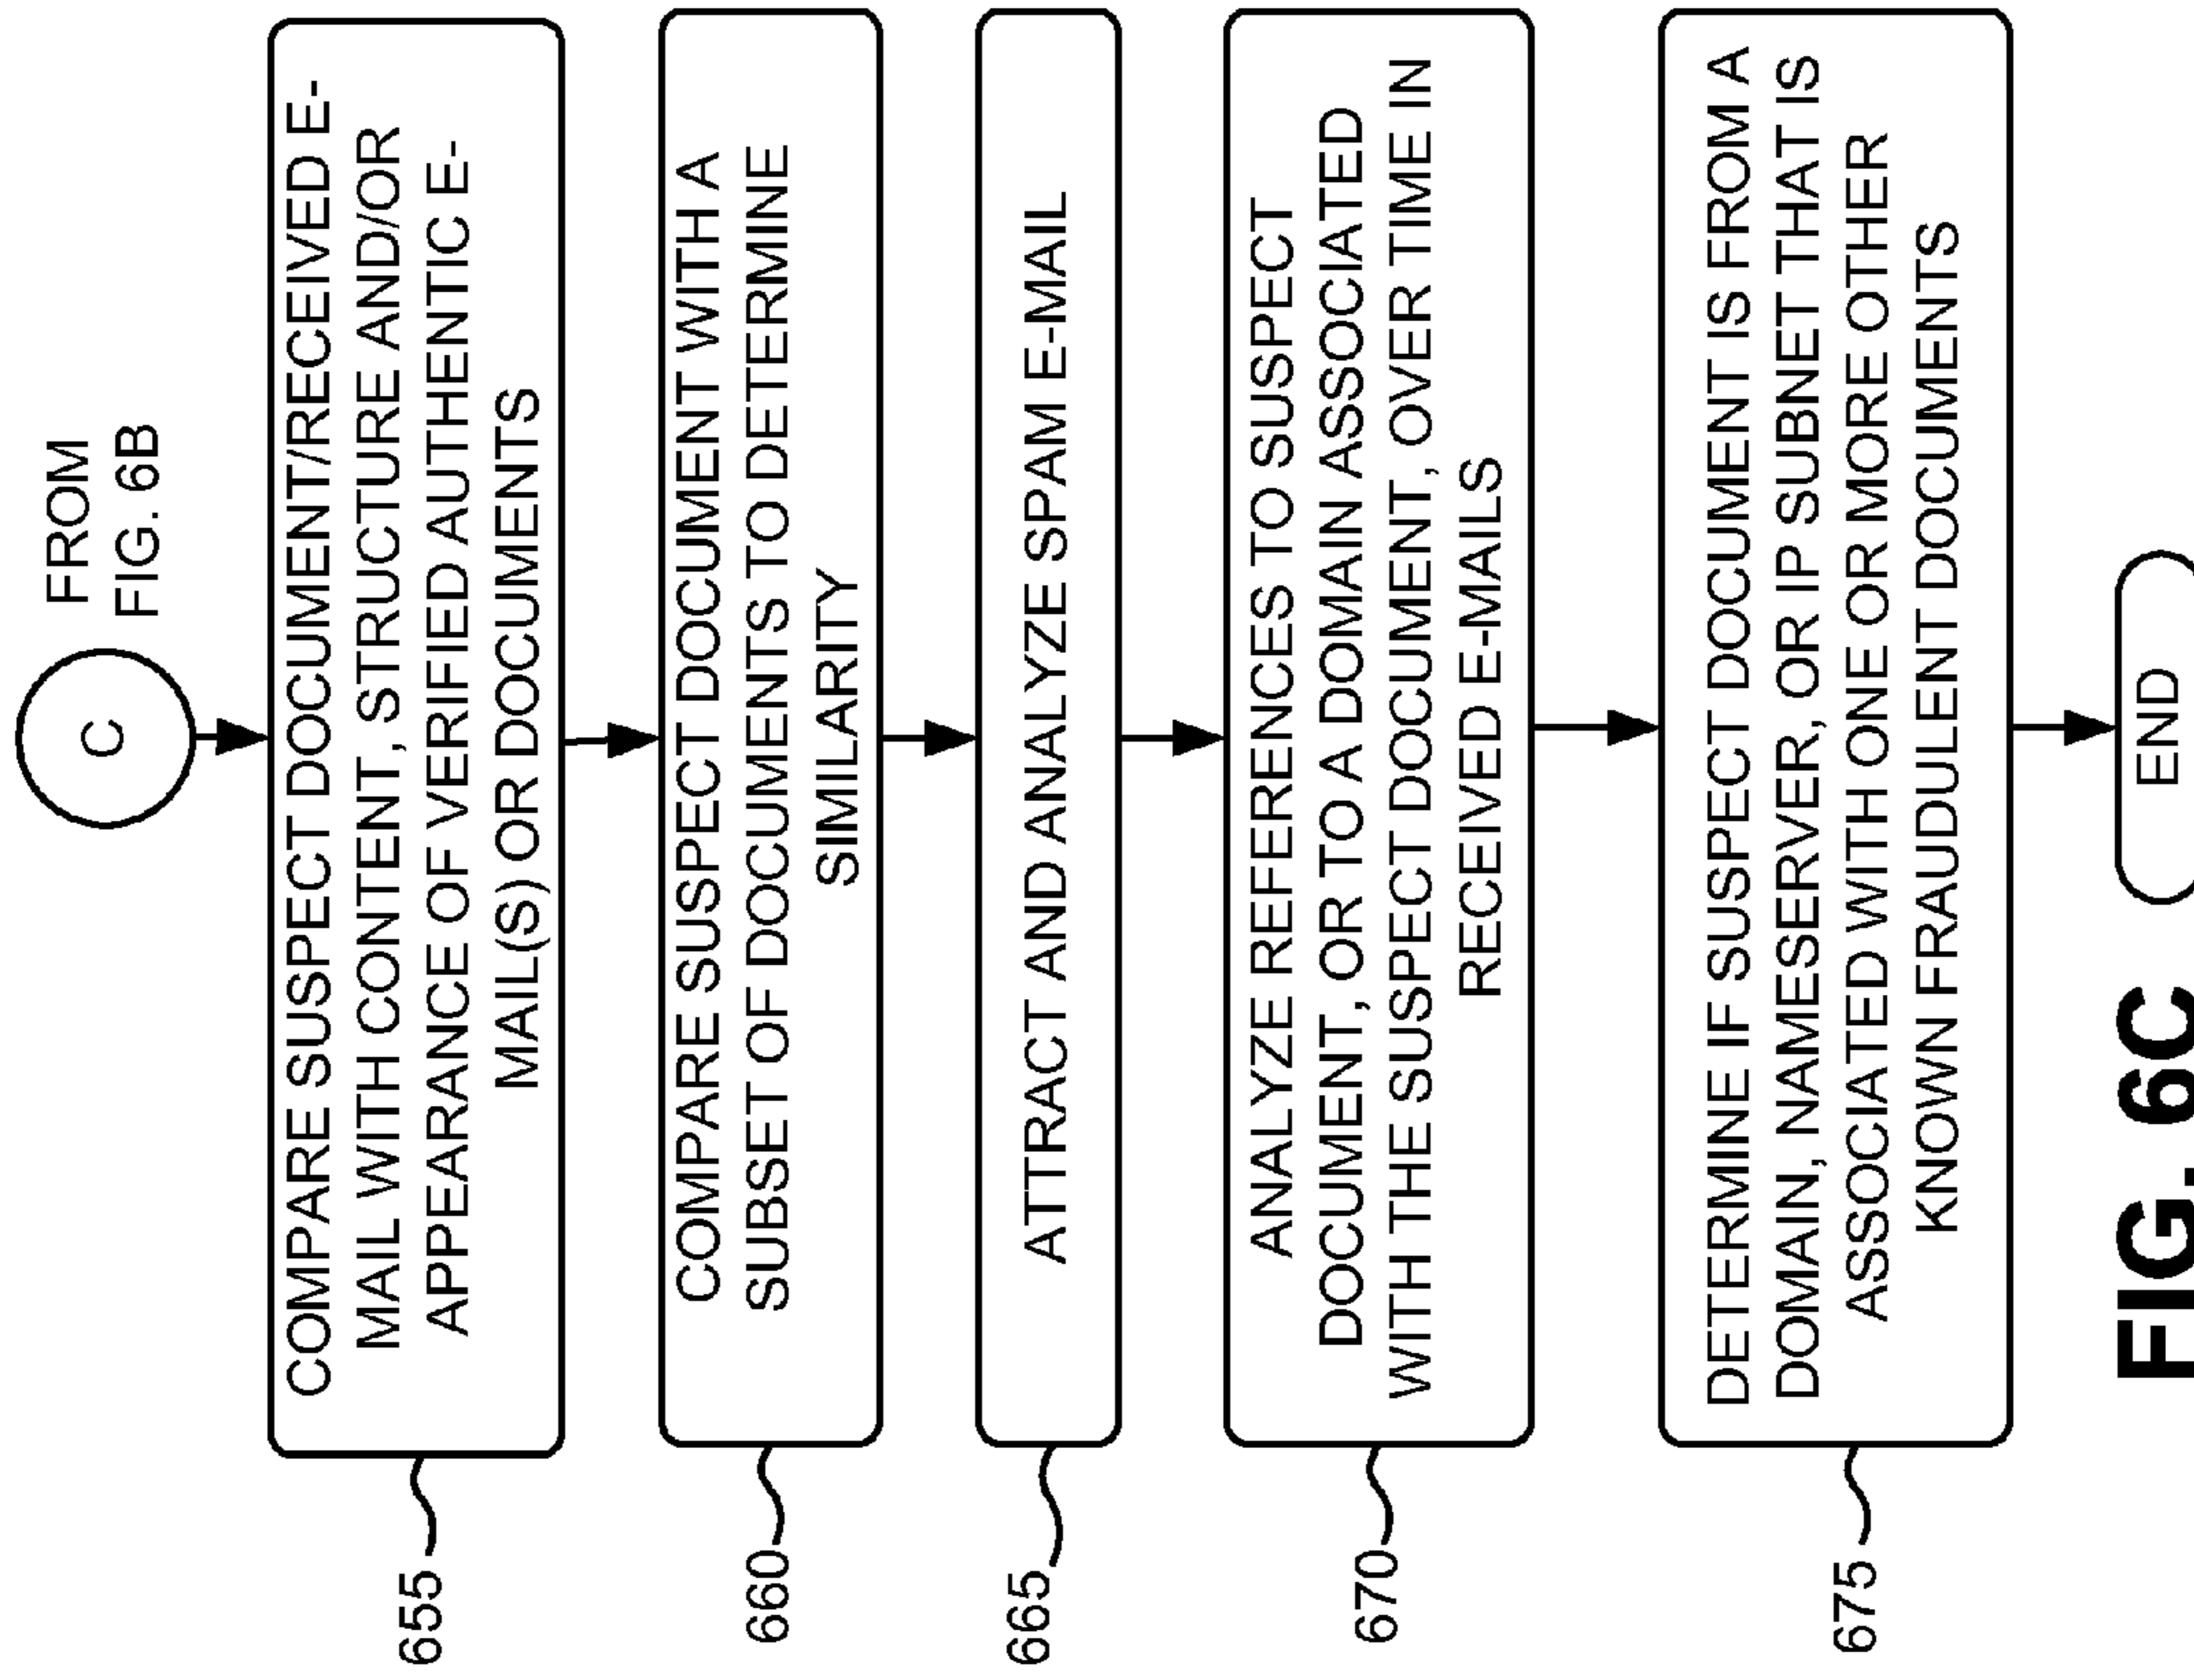 FROM
FIG. 6B
C
COMPARE SUSPECT DOCUMENT/RECEIVED E-
MAIL WITH CONTENT, STRUCTURE AND/OR
APPEARANCE OF VERIFIED AUTHENTIC E-
MAIL(S) OR DOCUMENTS
655
COMPARE SUSPECT DOCUMENT WITH A
SUBSET OF DOCUMENTS TO DETERMINE
SIMILARITY
660
ATTRACT AND ANALYZE SPAM E-MAIL
665
ANALYZE REFERENCES TO SUSPECT
DOCUMENT, OR TO A DOMAIN ASSOCIATED
WITH THE SUSPECT DOCUMENT, OVER TIME IN
RECEIVED E-MAILS
670
DETERMINE IF SUSPECT DOCUMENT IS FROM A
DOMAIN, NAMESERVER, OR IP SUBNET THAT IS
ASSOCIATED WITH ONE OR MORE OTHER
KNOWN FRAUDULENT DOCUMENTS
675
END
FIG. 6C